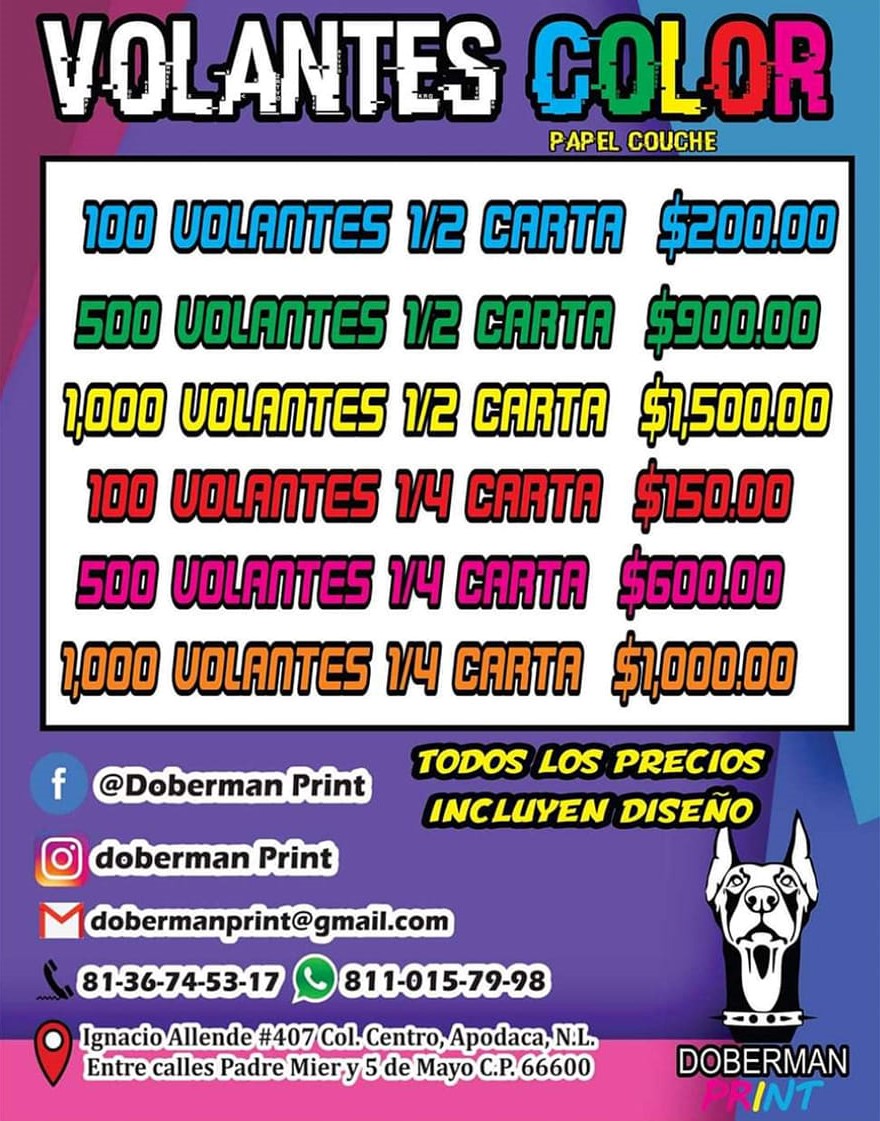 VOLANTES COLOR
PAPEL COUCHE
100 VOLANTES 1/2 CARTA $200.00
500 VOLANTES 1/2 CARTA $900.00
1,000 VOLANTES 1/2 CARTA $1,500.00
100 VOLANTES 1/4 CARTA $150.00
500 VOLANTES 1/4 CARTA $600.00
1,000 VOLANTES 1/4 CARTA $1,000.00
TODOS LOS PRECIOS
INCLUYEN DISEÑO
@Doberman Print
doberman Print
dobermanprint@gmail.com
81-36-74-53-17 811-015-79-98
Ignacio Allende #407 Col. Centro, Apodaca, N.L.
Entre calles Padre Mier y 5 de Mayo C.P. 66600
DOBERMAN
PRINT